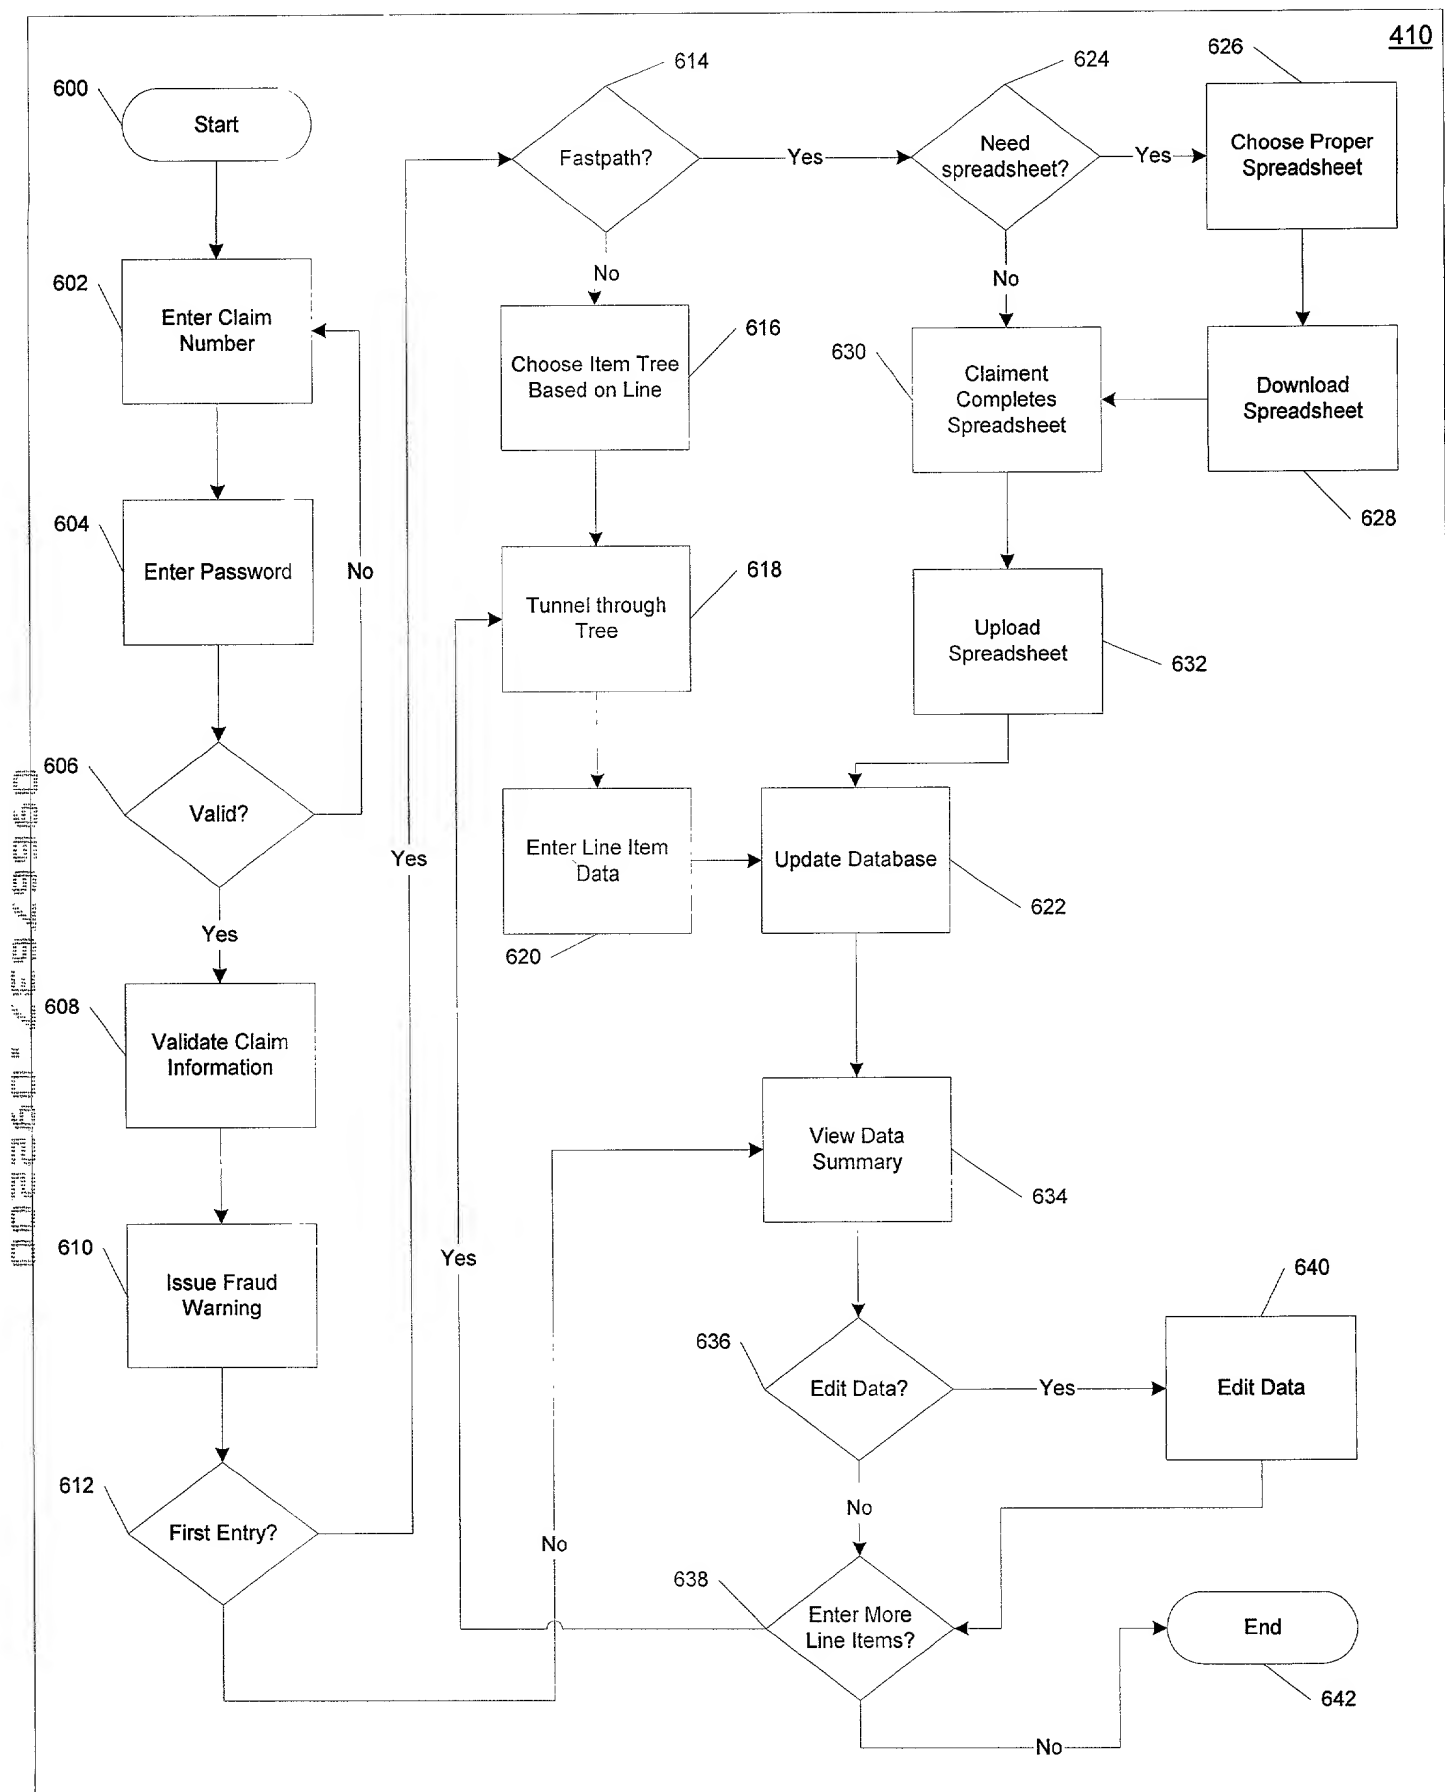 410
600
Start
602
Enter Claim
Number
604
Enter Password
No
606
Valid?
Yes
608
Validate Claim
Information
610
Issue Fraud
Warning
612
First Entry?
Yes
No
614
Fastpath?
Yes
No
616
Choose Item Tree
Based on Line
618
Tunnel through
Tree
Enter Line Item
Data
620
624
Need
spreadsheet?
Yes
No
626
Choose Proper
Spreadsheet
Download
Spreadsheet
628
630
Claiment
Completes
Spreadsheet
Upload
Spreadsheet
632
Update Database
622
View Data
Summary
634
636
Edit Data?
Yes
No
640
Edit Data
638
Enter More
Line Items?
Yes
No
End
642